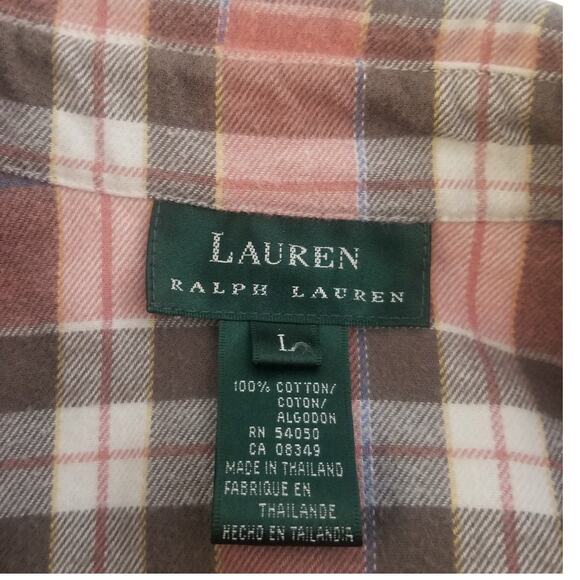 LAUREN
RALPH LAUREN
L
100% COTTON/
COTON/
ALGODON
RN 54050
CA 08349
MADE IN THAILAND
FABRIQUE EN
THAILANDE
HECHO EN TAILANDIA